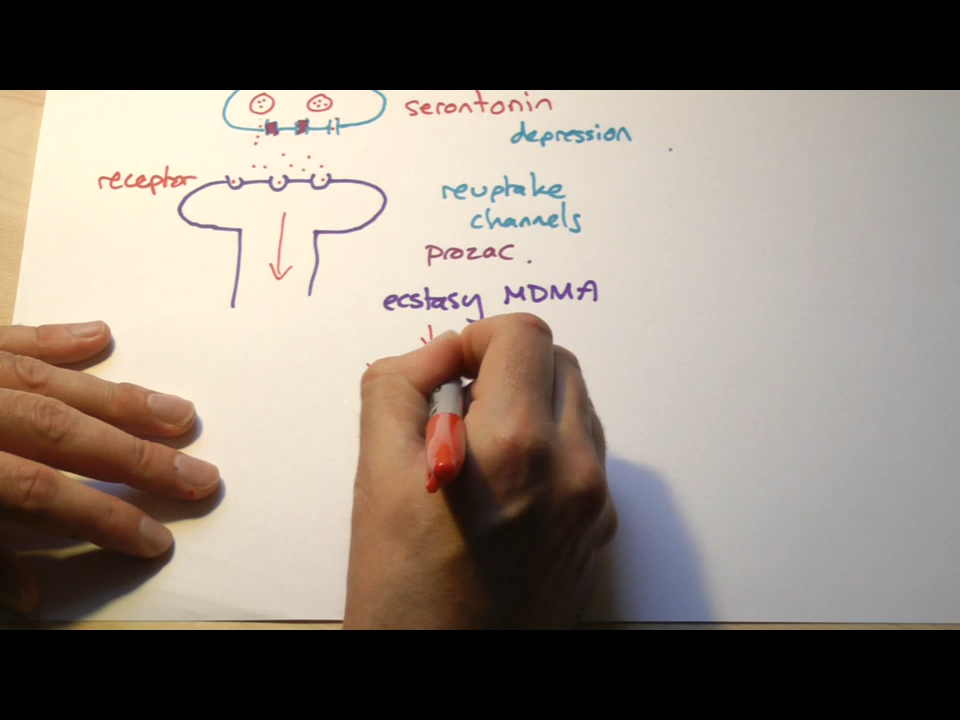 serontonin
depression
receptor
reuptake
channels
prozac.
ecstasy MDMA